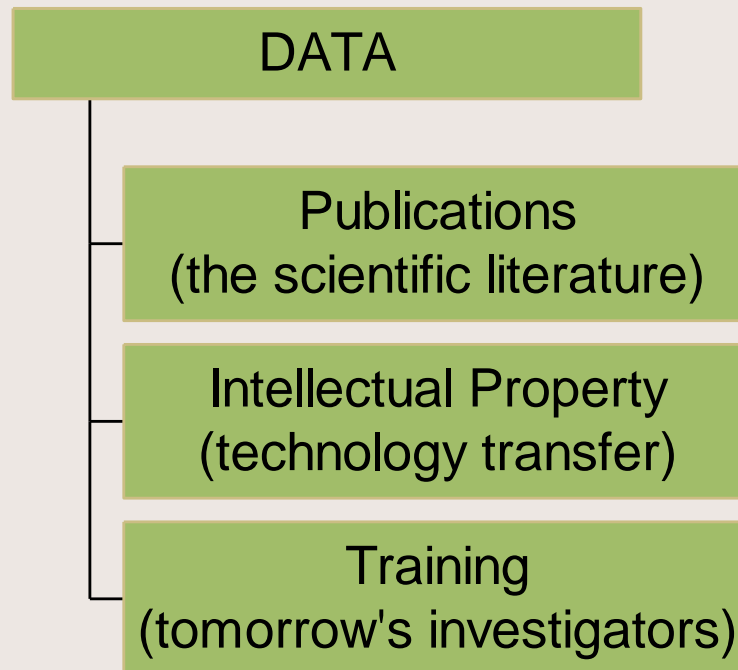 DATA
Publications
(the scientific literature)
Intellectual Property
(technology transfer)
Training
(tomorrow's investigators)